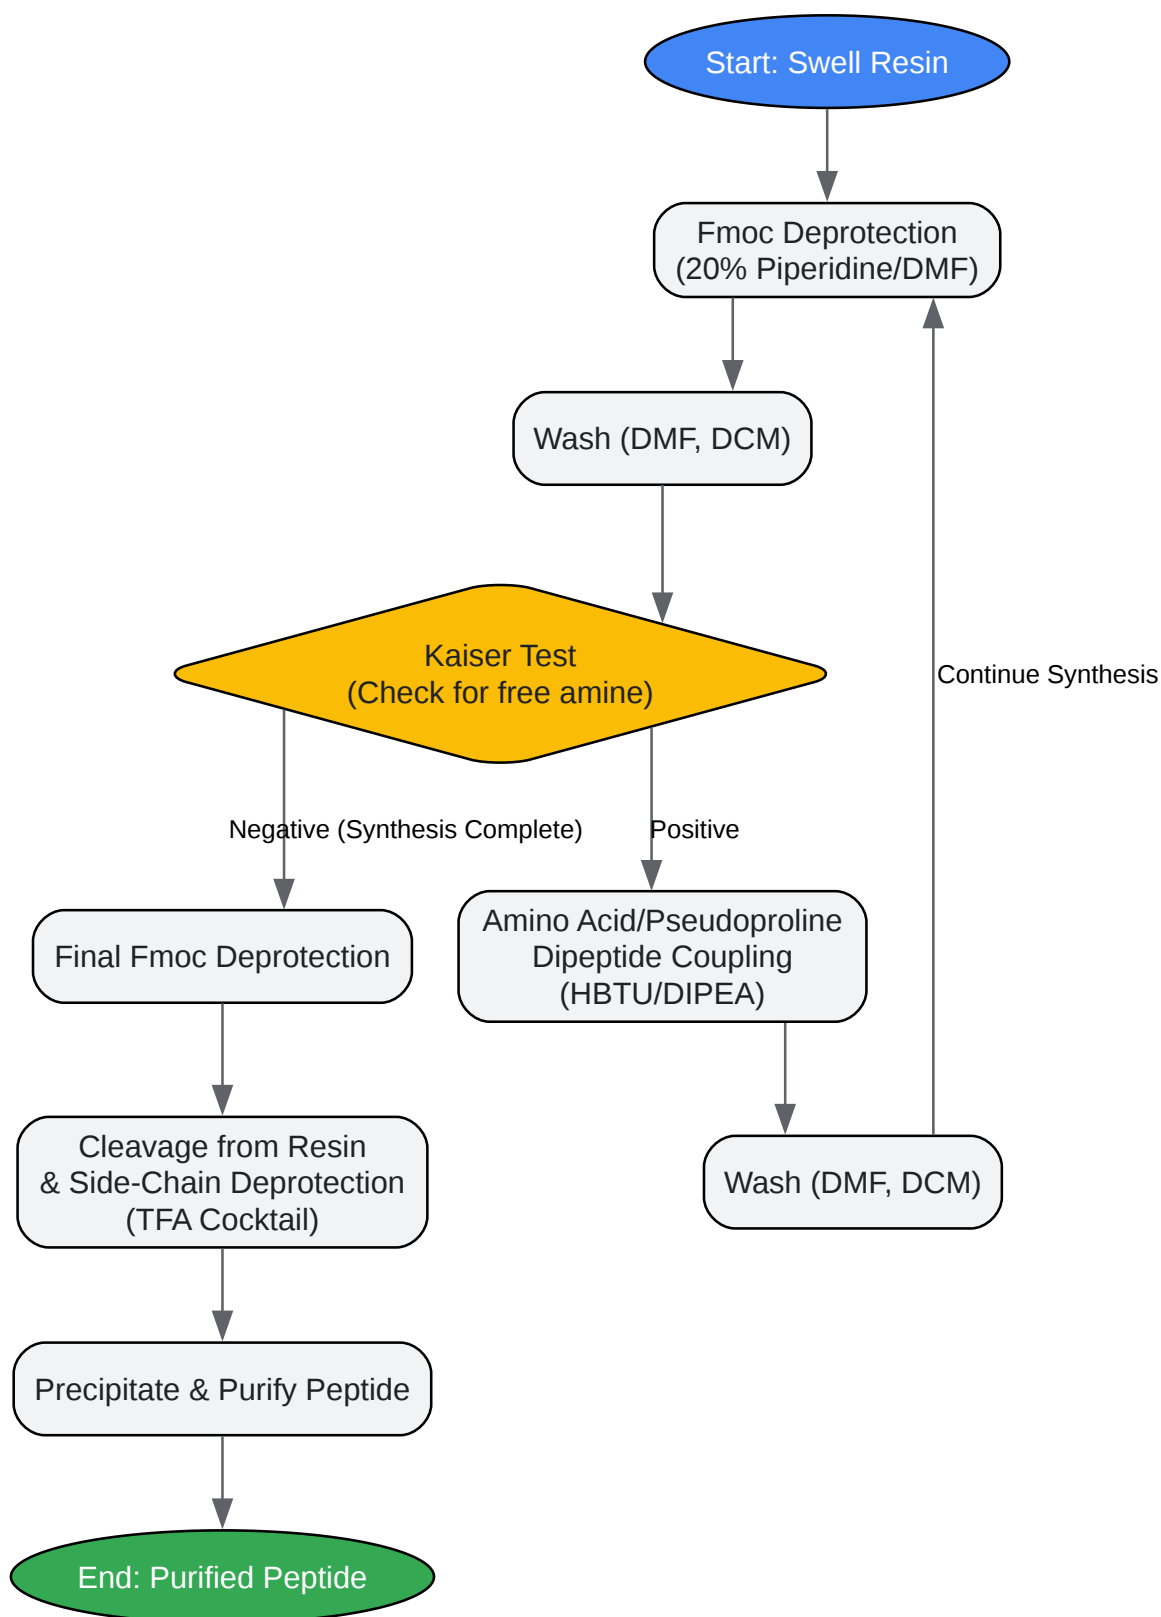 Start: Swell Resin
Fmoc Deprotection
(20% Piperidine/DMF)
Wash (DMF, DCM)
Kaiser Test
(Check for free amine)
Continue Synthesis
Negative (Synthesis Complete)
Positive
Final Fmoc Deprotection
Amino Acid/Pseudoproline
Dipeptide Coupling
(HBTU/DIPEA)
Cleavage from Resin
& Side-Chain Deprotection
(TFA Cocktail)
Wash (DMF, DCM)
Precipitate & Purify Peptide
End: Purified Peptide